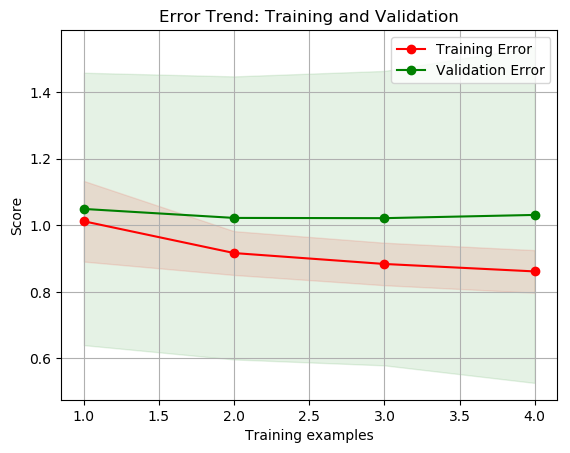 Error Trend: Training and Validation
Training Error
Validation Error
Score
1.4
1.2
1.0
0.8
0.6
1.0 1.5 2.0 2.5 3.0 3.5 4.0
Training examples